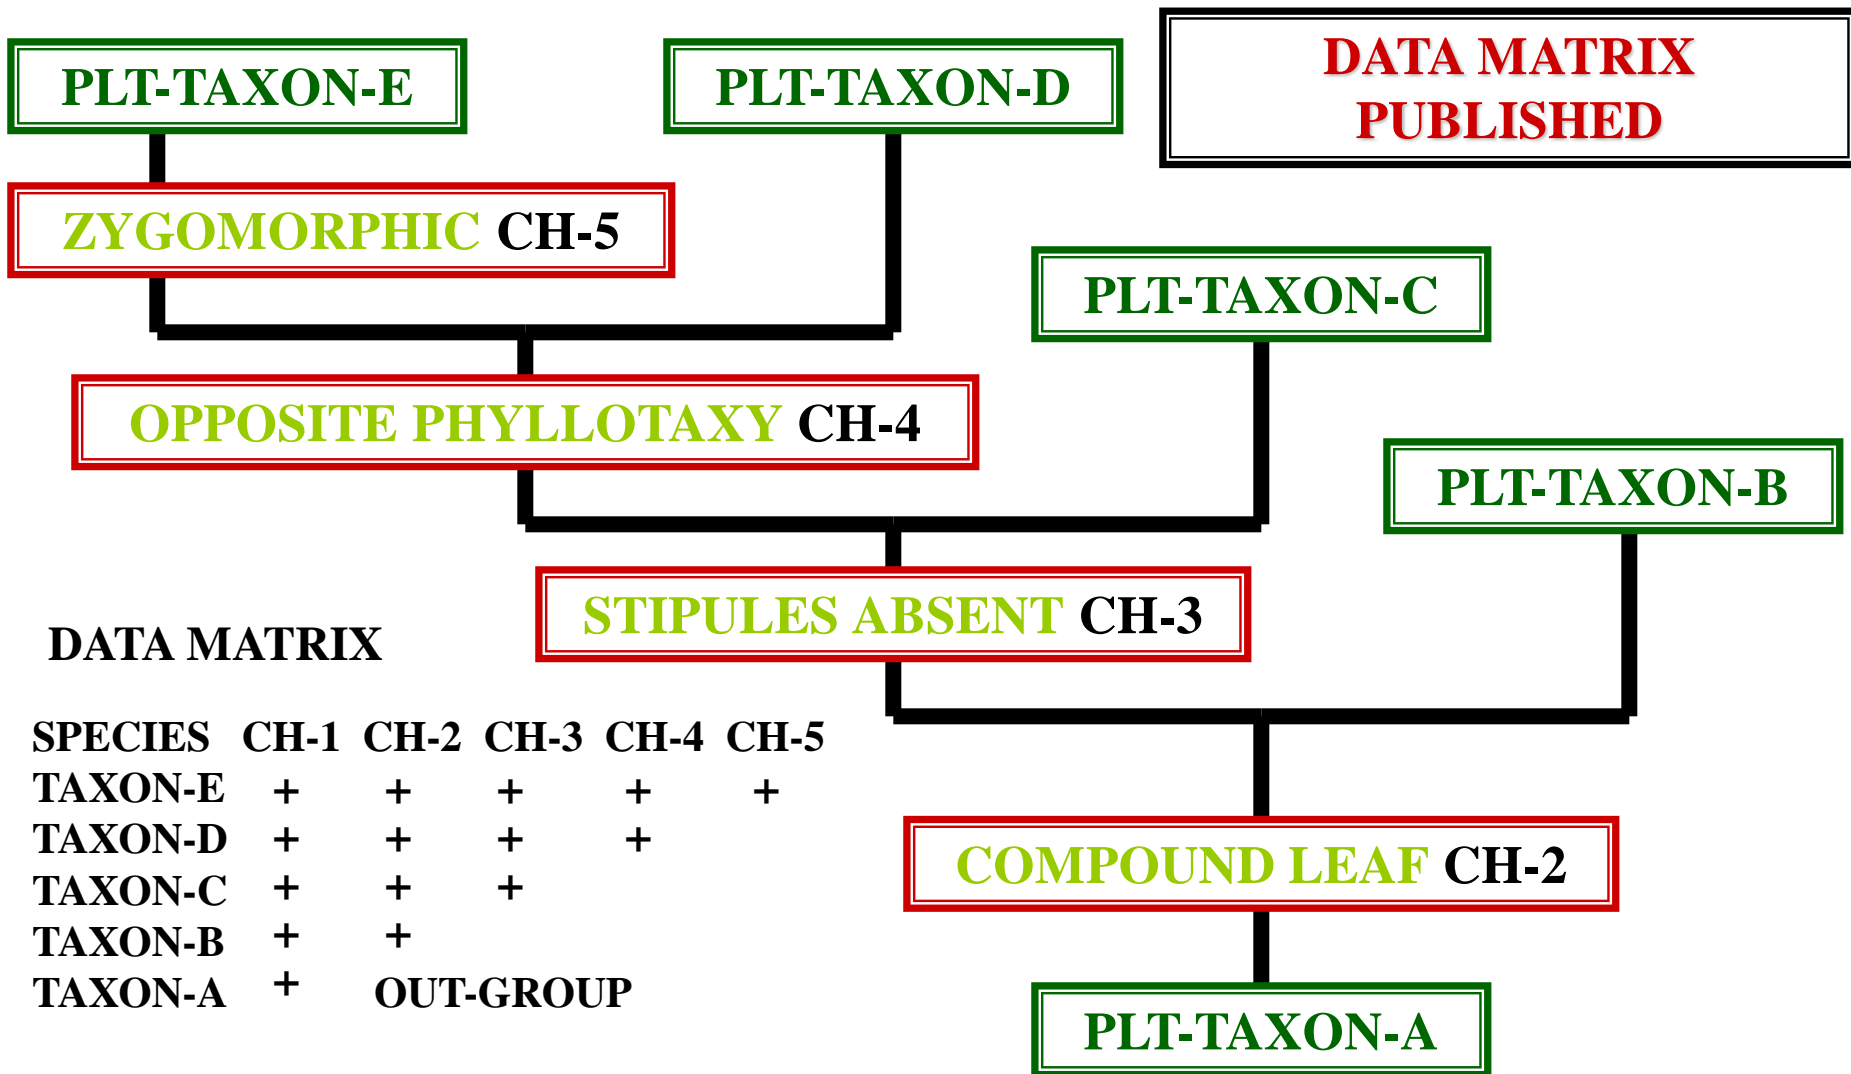 PLT-TAXON-E
PLT-TAXON-D
DATA MATRIX
PUBLISHED
ZYGOMORPHIC CH-5
PLT-TAXON-C
OPPOSITE PHYLLOTAXY CH-4
PLT-TAXON-B
STIPULES ABSENT CH-3
DATA MATRIX
SPECIES CH-1 CH-2 CH-3 CH-4 CH-5
TAXON-E + + + + +
TAXON-D + + + +
TAXON-C + + +
TAXON-B + +
TAXON-A + OUT-GROUP
COMPOUND LEAF CH-2
PLT-TAXON-A